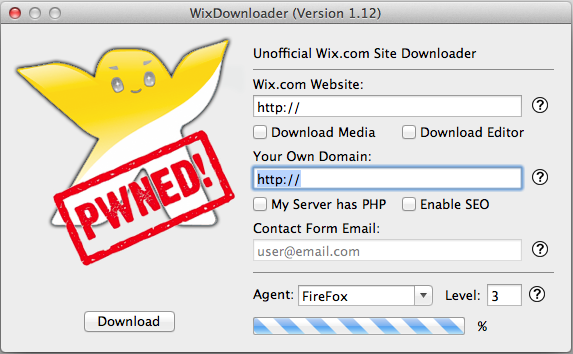 WixDownloader (Version 1.12)
Unofficial Wix.com Site Downloader
Wix.com Website:
http://
?
Download Media
Download Editor
Your Own Domain:
http://
?
My Server has PHP
Enable SEO
Contact Form Email:
user@email.com
?
PWNED!
Agent: FireFox Level: 3 ?
Download
%